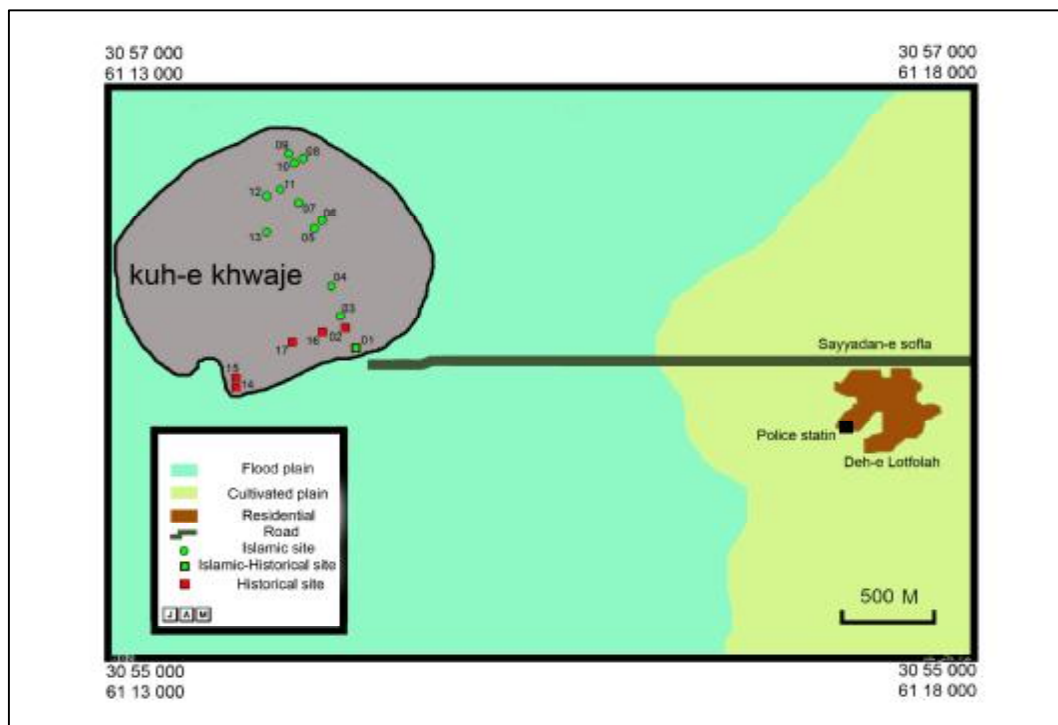 30 57 000
61 13 000
30 57 000
61 18 000
09
08
10
11
12
07
06
05
13
kuh-e khwaje
04
03
02
16
01
17
15
14
Sayyadan-e sofla
Police statin
Deh-e Lotfolah
Flood plain
Cultivated plain
Residential
Road
Islamic site
Islamic-Historical site
Historical site
J A M
500 M
30 55 000
61 13 000
30 55 000
61 18 000